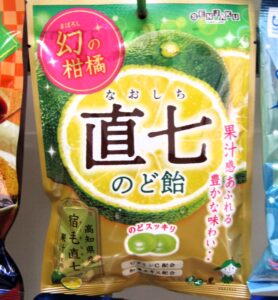 まぼろし
幻の
柑橘
SENJAKU
なおしち
直七
のど飴
果汁感あふれる
豊かな味わい‥
のどスッキリ
高知県
宿毛直七